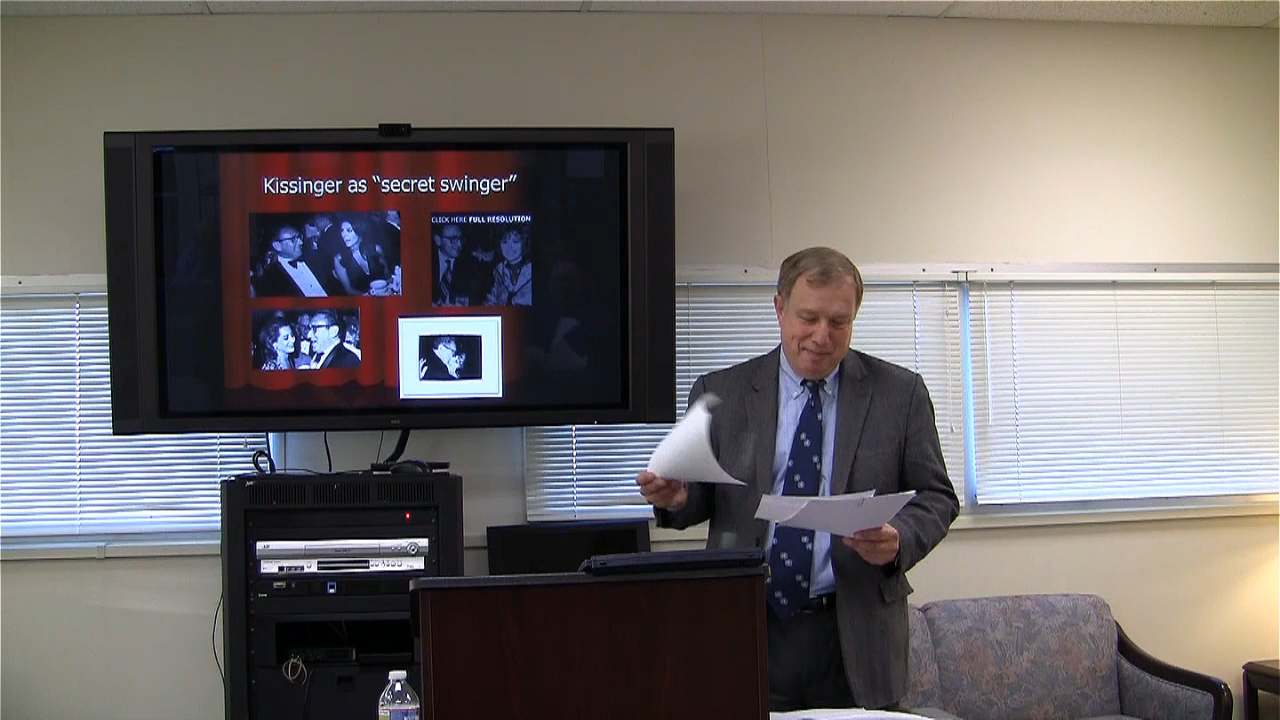 Kissinger as “secret swinger”
CLICK HERE FULL RESOLUTION